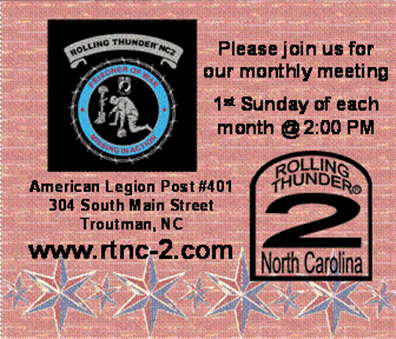 ROLLING THUNDER NC2
PRISONER OF WAR
MISSING IN ACTION
Please join us for
our monthly meeting
1st Sunday of each
month @ 2:00 PM
American Legion Post #401
304 South Main Street
Troutman, NC
www.rtnc-2.com
ROLLING
THUNDER®
2
North Carolina